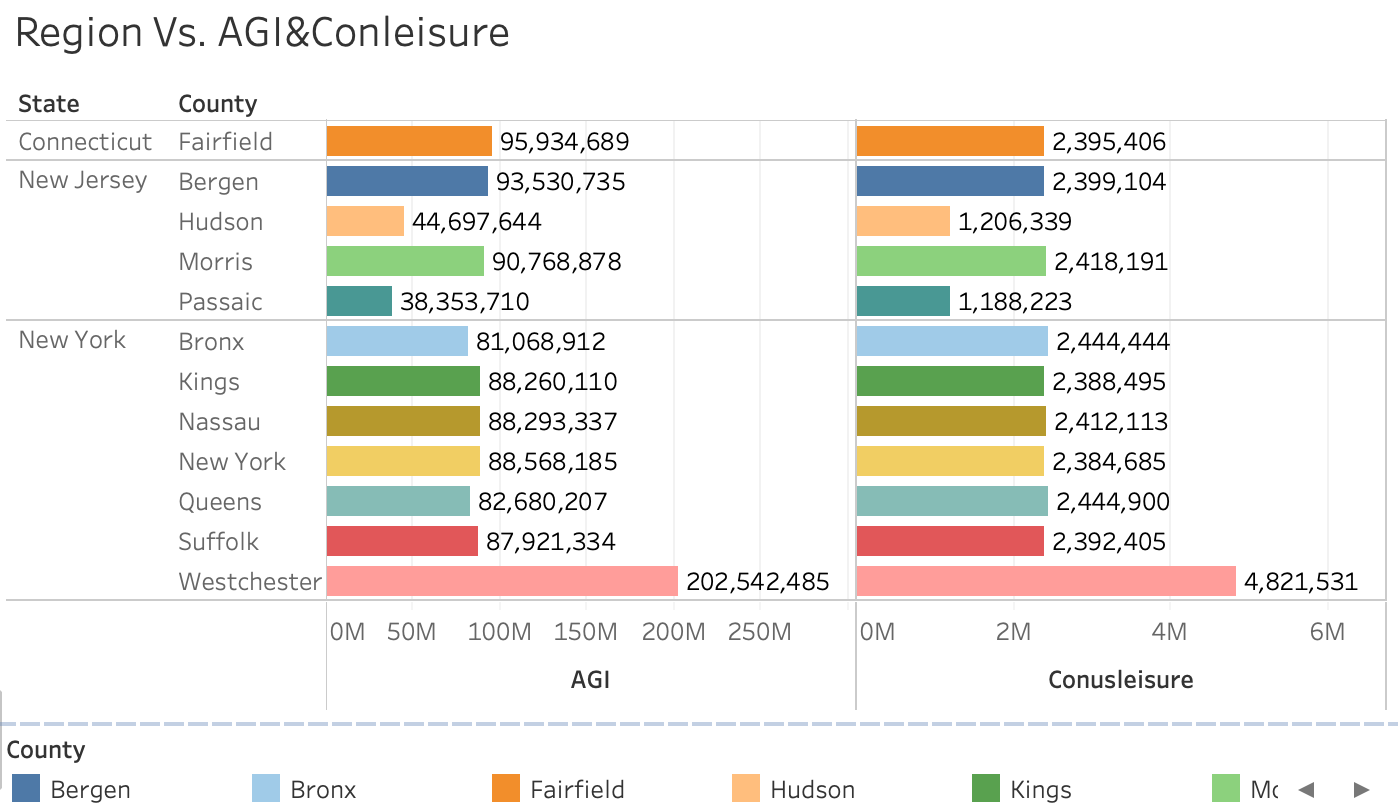 Region Vs. AGI&Conleisure
State County
Connecticut Fairfield 95,934,689 2,395,406
New Jersey Bergen 93,530,735 2,399,104
Hudson 44,697,644 1,206,339
Morris 90,768,878 2,418,191
Passaic 38,353,710 1,188,223
New York Bronx 81,068,912 2,444,444
Kings 88,260,110 2,388,495
Nassau 88,293,337 2,412,113
New York 88,568,185 2,384,685
Queens 82,680,207 2,444,900
Suffolk 87,921,334 2,392,405
Westchester 202,542,485 4,821,531
0M 50M 100M 150M 200M 250M 0M 2M 4M 6M
AGI Conusleisure
County
Bergen Bronx Fairfield Hudson Kings